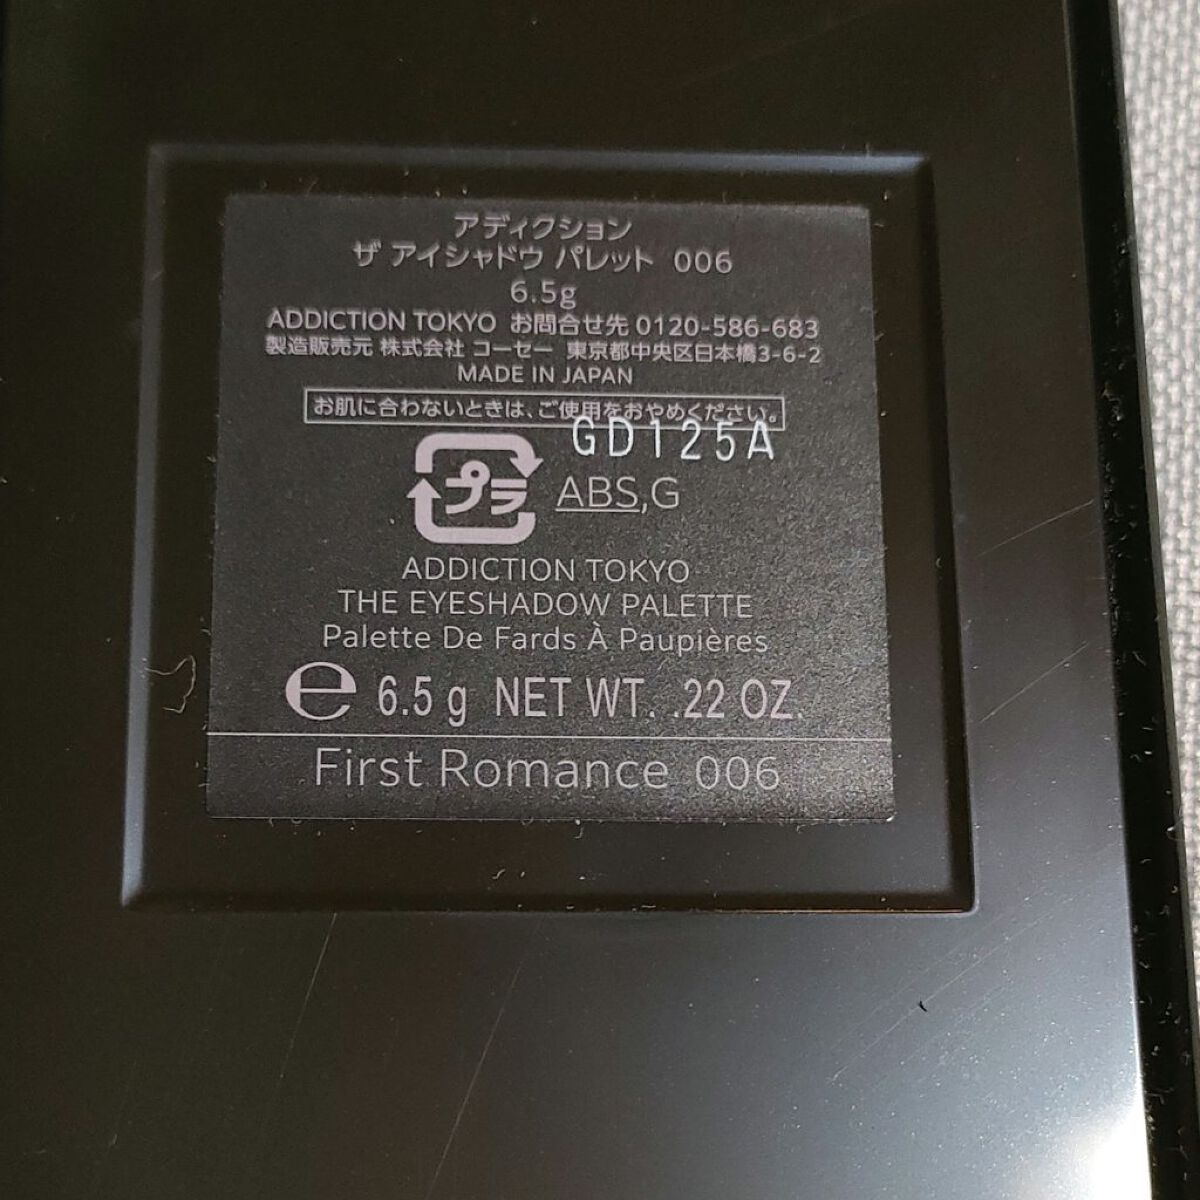 アディクション
ザ アイシャドウ パレット 006
6.5g
ADDICTION TOKYO お問合せ先 0120-586-683
製造販売元 株式会社 コーセー 東京都中央区日本橋3-6-2
MADE IN JAPAN
お肌に合わないときは、ご使用をおやめください。
GD125A
プラ ABS,G
ADDICTION TOKYO
THE EYESHADOW PALETTE
Palette De Fards À Paupières
e 6.5 g NET WT. .22 OZ.
First Romance 006